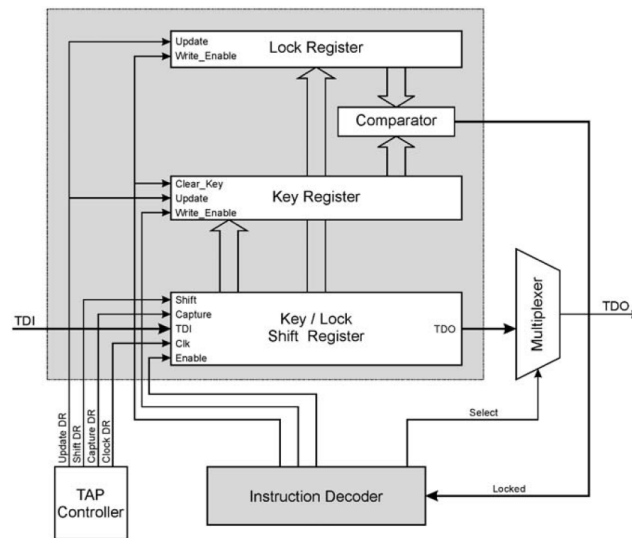 Update
Write_Enable
Lock Register
Comparator
Clear_Key
Update
Write_Enable
Key Register
Shift
Capture
TDI
Clk
Enable
Key / Lock
Shift Register
TDO
TDI
Multiplexer
TDO
Update DR
Shift DR
Capture DR
Clock DR
Select
TAP
Controller
Instruction Decoder
Locked